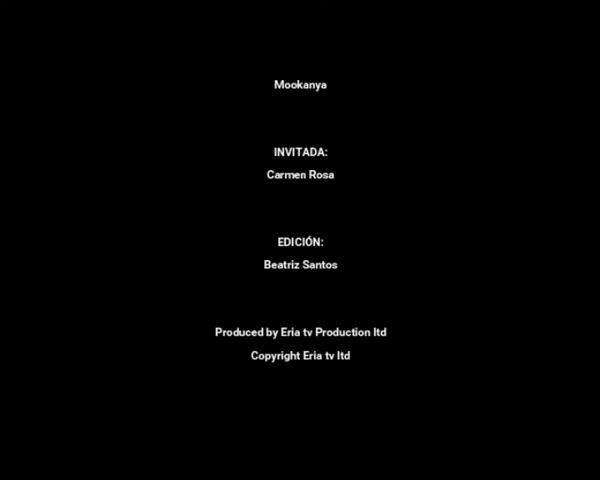 Mookanya
INVITADA:
Carmen Rosa
EDICIÓN:
Beatriz Santos
Produced by Eria tv Production ltd
Copyright Eria tv ltd